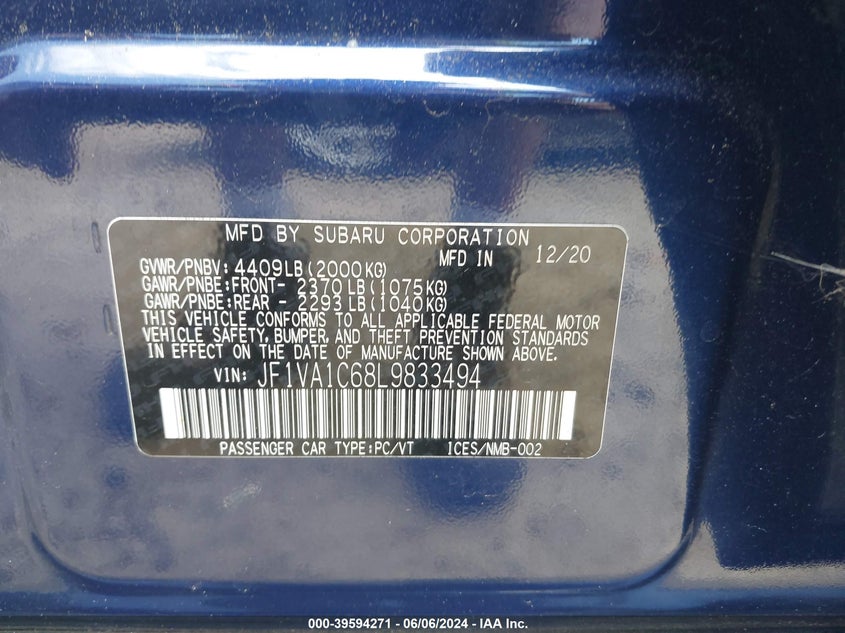 MFD BY SUBARU CORPORATION
MFD IN 12/20
GVWR/PNBV: 4409LB(2000KG)
GAWR/PNBE:FRONT- 2370LB(1075KG)
GAWR/PNBE:REAR - 2293LB(1040KG)
THIS VEHICLE CONFORMS TO ALL APPLICABLE FEDERAL MOTOR
VEHICLE SAFETY, BUMPER, AND THEFT PREVENTION STANDARDS
IN EFFECT ON THE DATE OF MANUFACTURE SHOWN ABOVE.
VIN: JF1VA1C68L9833494
PASSENGER CAR TYPE:PC/VT ICES/NMB-002
000-39594271 - 06/06/2024 - IAA Inc.